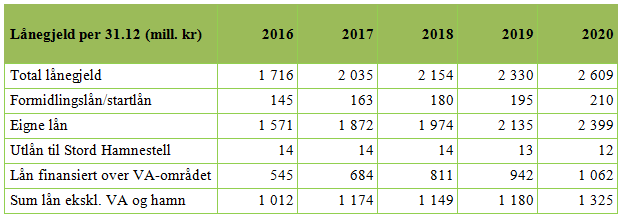 Lånegjeld per 31.12 (mill. kr) 2016 2017 2018 2019 2020
Total lånegjeld 1 716 2 035 2 154 2 330 2 609
Formidlingslån/startlån 145 163 180 195 210
Eigne lån 1 571 1 872 1 974 2 135 2 399
Utlån til Stord Hamnestell 14 14 14 13 12
Lån finansiert over VA-området 545 684 811 942 1 062
Sum lån ekskl. VA og hamn 1 012 1 174 1 149 1 180 1 325